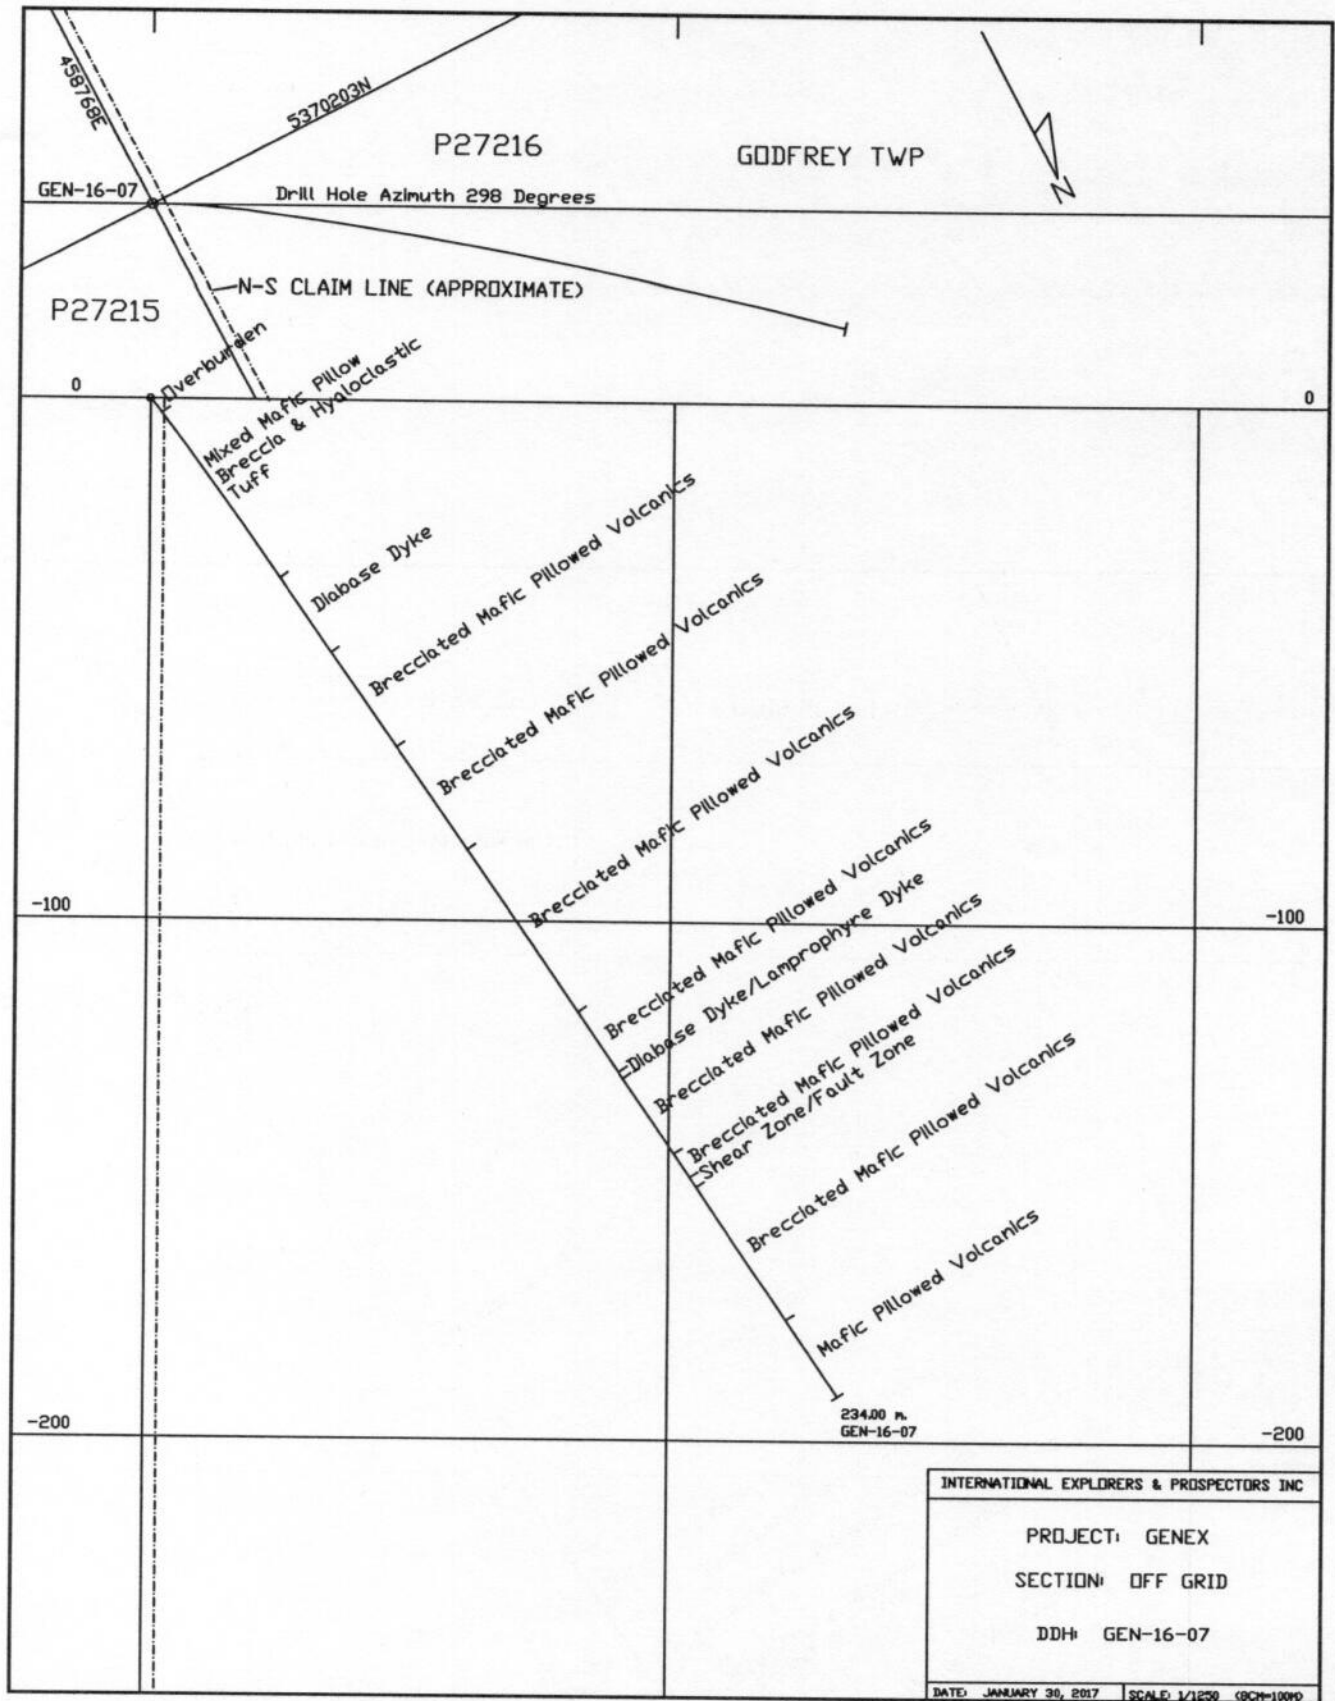 458768E
5370203N
P27216
GODFREY TWP
N
GEN-16-07
Drill Hole Azimuth 298 Degrees
N-S CLAIM LINE (APPROXIMATE)
P27215
Overburden
0
0
Mixed Mafic Pillow
Breccia & Hyaloclastic
Tuff
Diabase Dyke
Brecciated Mafic Pillowed Volcanics
Brecciated Mafic Pillowed Volcanics
Brecciated Mafic Pillowed Volcanics
-100
-100
Brecciated Mafic Pillowed Volcanics
Diabase Dyke/Lamprophyre Dyke
Brecciated Mafic Pillowed Volcanics
Brecciated Mafic Pillowed Volcanics
Shear Zone/Fault Zone
Brecciated Mafic Pillowed Volcanics
Mafic Pillowed Volcanics
234.00 m.
GEN-16-07
-200
-200
INTERNATIONAL EXPLORERS & PROSPECTORS INC
PROJECT: GENEX
SECTION: OFF GRID
DDH: GEN-16-07
DATE: JANUARY 30, 2017
SCALE: 1/1250 (8CM=100M)